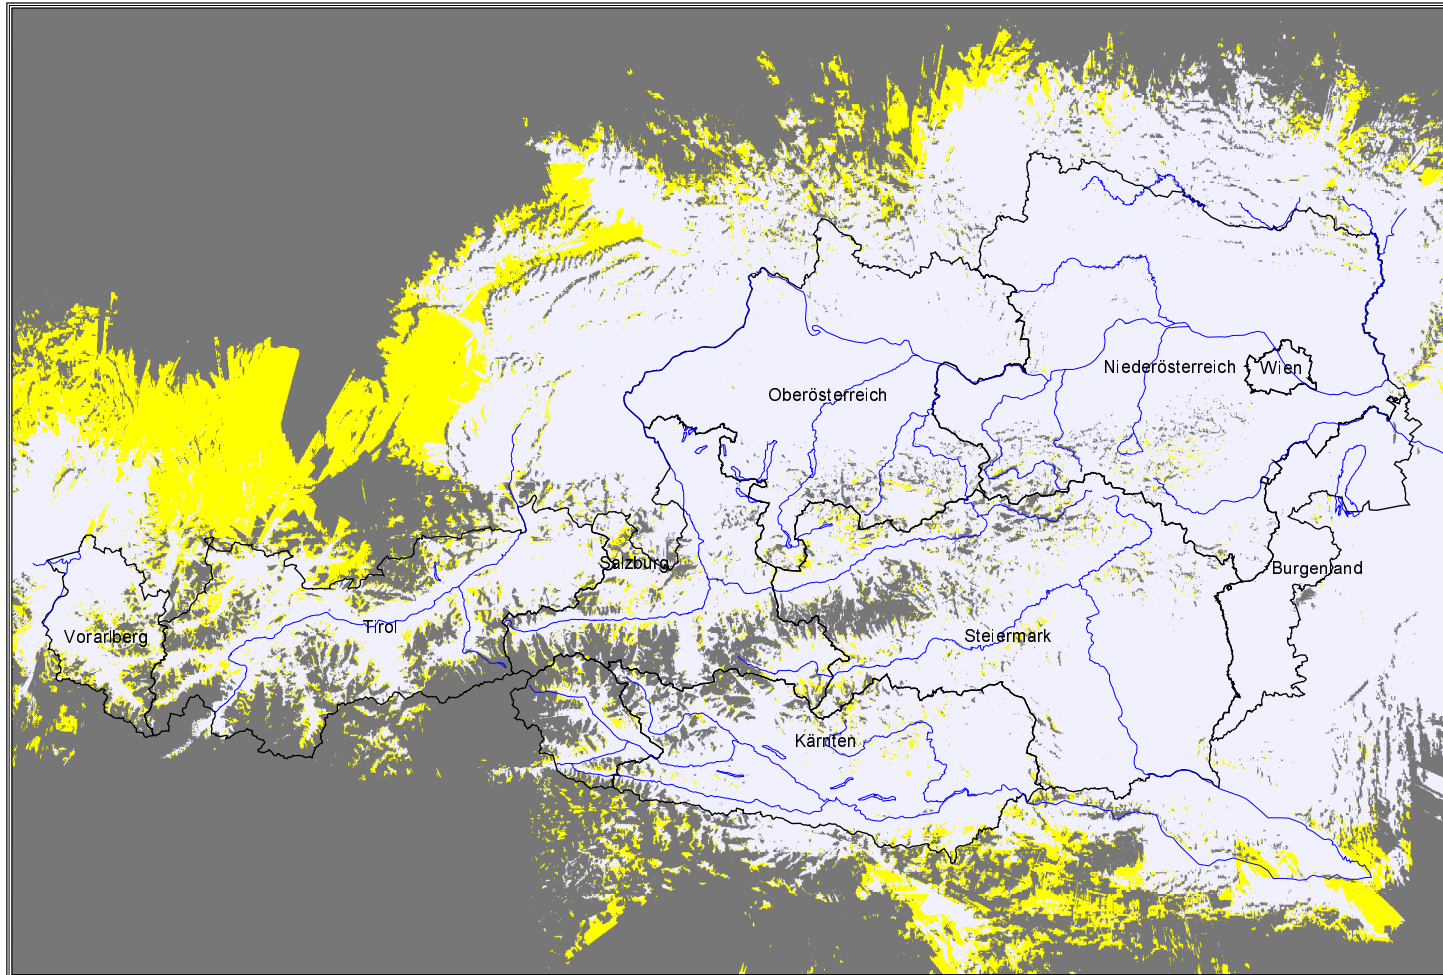 Niederösterreich
Wien
Oberösterreich
Salzburg
Burgenland
Tirol
Vorarlberg
Steiermark
Kärnten